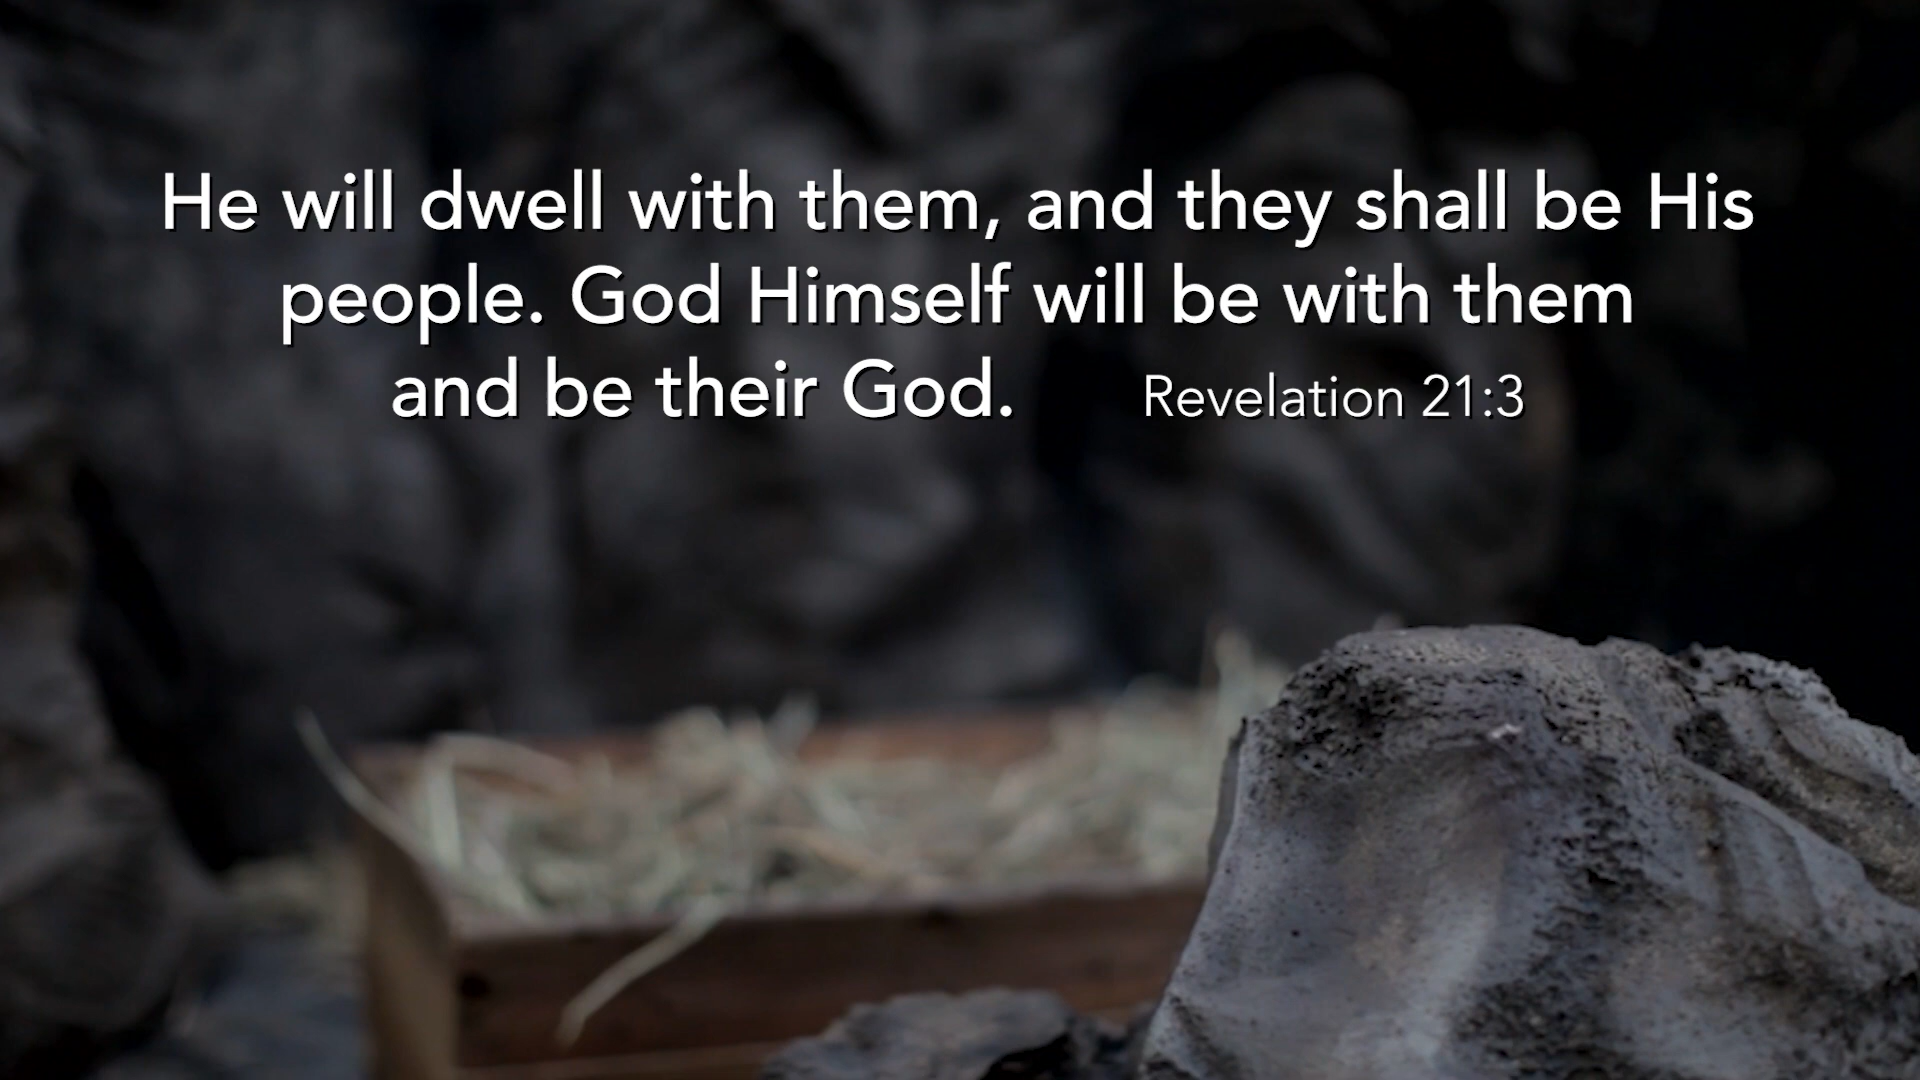 He will dwell with them, and they shall be His
people. God Himself will be with them
and be their God. Revelation 21:3